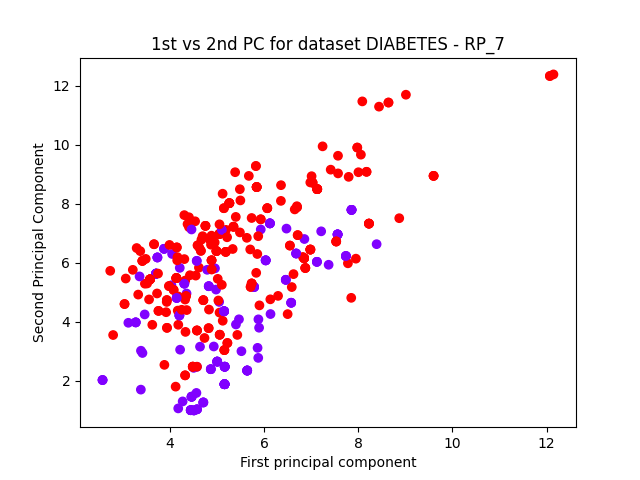 1st vs 2nd PC for dataset DIABETES - RP_7
12
10
8
6
4
2
Second Principal Component
4 6 8 10 12
First principal component